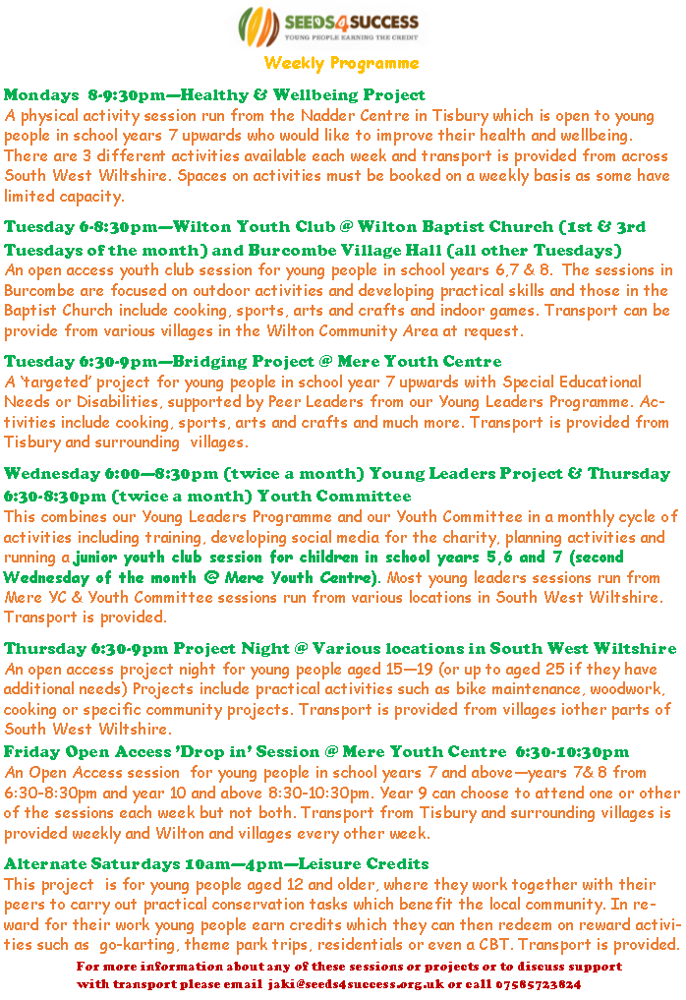 SEEDS4SUCCESS
YOUNG PEOPLE EARNING THE CREDIT
Weekly Programme
Mondays 8-9:30pm—Healthy & Wellbeing Project
A physical activity session run from the Nadder Centre in Tisbury which is open to young
people in school years 7 upwards who would like to improve their health and wellbeing.
There are 3 different activities available each week and transport is provided from across
South West Wiltshire. Spaces on activities must be booked on a weekly basis as some have
limited capacity.
Tuesday 6-8:30pm—Wilton Youth Club @ Wilton Baptist Church (1st & 3rd
Tuesdays of the month) and Burcombe Village Hall (all other Tuesdays)
An open access youth club session for young people in school years 6,7 & 8. The sessions in
Burcombe are focused on outdoor activities and developing practical skills and those in the
Baptist Church include cooking, sports, arts and crafts and indoor games. Transport can be
provide from various villages in the Wilton Community Area at request.
Tuesday 6:30-9pm—Bridging Project @ Mere Youth Centre
A 'targeted' project for young people in school year 7 upwards with Special Educational
Needs or Disabilities, supported by Peer Leaders from our Young Leaders Programme. Ac-
tivities include cooking, sports, arts and crafts and much more. Transport is provided from
Tisbury and surrounding villages.
Wednesday 6:00—8:30pm (twice a month) Young Leaders Project & Thursday
6:30-8:30pm (twice a month) Youth Committee
This combines our Young Leaders Programme and our Youth Committee in a monthly cycle of
activities including training, developing social media for the charity, planning activities and
running a junior youth club session for children in school years 5,6 and 7 (second
Wednesday of the month @ Mere Youth Centre). Most young leaders sessions run from
Mere YC & Youth Committee sessions run from various locations in South West Wiltshire.
Transport is provided.
Thursday 6:30-9pm Project Night @ Various locations in South West Wiltshire
An open access project night for young people aged 15—19 (or up to aged 25 if they have
additional needs) Projects include practical activities such as bike maintenance, woodwork,
cooking or specific community projects. Transport is provided from villages iother parts of
South West Wiltshire.
Friday Open Access 'Drop in' Session @ Mere Youth Centre 6:30-10:30pm
An Open Access session for young people in school years 7 and above—years 7& 8 from
6:30-8:30pm and year 10 and above 8:30-10:30pm. Year 9 can choose to attend one or other
of the sessions each week but not both. Transport from Tisbury and surrounding villages is
provided weekly and Wilton and villages every other week.
Alternate Saturdays 10am—4pm—Leisure Credits
This project is for young people aged 12 and older, where they work together with their
peers to carry out practical conservation tasks which benefit the local community. In re-
ward for their work young people earn credits which they can then redeem on reward activi-
ties such as go-karting, theme park trips, residentials or even a CBT. Transport is provided.
For more information about any of these sessions or projects or to discuss support
with transport please email jaki@seeds4success.org.uk or call 07585723824